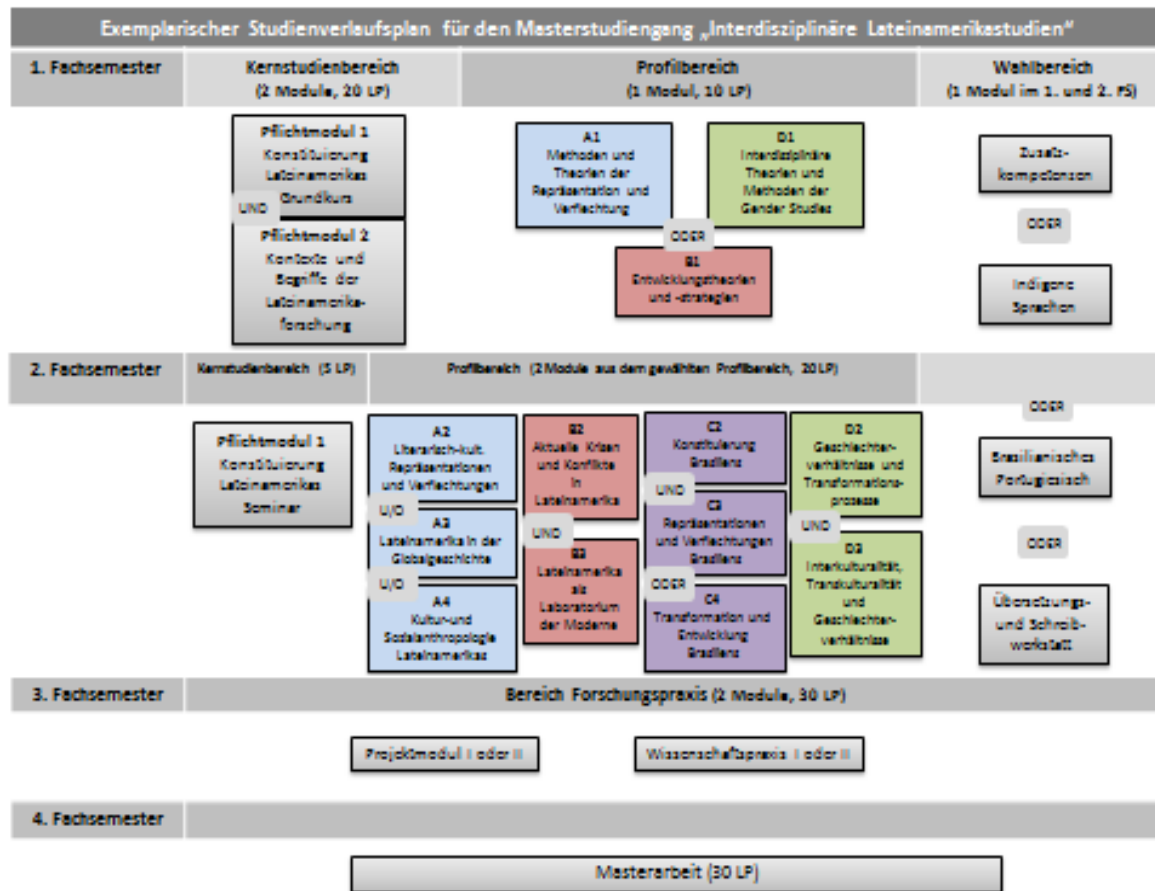 Exemplarischer Studienverlaufsplan für den Masterstudiengang „Interdisziplinäre Lateinamerikastudien"
1. Fachsemester
Kernstudienbereich
(2 Module, 20 LP)
Profilbereich
(1 Modul, 10 LP)
Wahlbereich
(1 Modul im 1. und 2. FS)
Pflichtmodul 1
Konstituierung
Lateinamerikas
Grundkurs
UND
Pflichtmodul 2
Kontexte und
Begriffe der
Lateinamerika-
forschung
A1
Methoden und
Theorien der
Repräsentation und
Verflechtung
D1
Interdisziplinäre
Theorien und
Methoden der
Gender Studies
ODER
B1
Entwicklungstheorien
und -strategien
Zusatz-
kompetenzen
ODER
Indigene
Sprachen
2. Fachsemester
Kernstudienbereich (5 LP)
Profilbereich (2 Module aus dem gewählten Profilbereich, 20 LP)
ODER
Pflichtmodul 1
Konstituierung
Lateinamerikas
Seminar
A2
Literarisch-kult.
Repräsentationen
und Verflechtungen
U/O
A3
Lateinamerika in der
Globalgeschichte
U/O
A4
Kultur-und
Sozialanthropologie
Lateinamerikas
B2
Aktuelle Krisen
und Konflikte
in
Lateinamerika
UND
B3
Lateinamerika
als
Laboratorium
der Moderne
C2
Konstituierung
Brasiliens
UND
C3
Repräsentationen
und Verflechtungen
Brasiliens
ODER
C4
Transformation und
Entwicklung
Brasiliens
D2
Geschlechter-
verhältnisse und
Transformations-
prozesse
UND
D3
Interkulturalität,
Transkulturalität
und
Geschlechter-
verhältnisse
Brasilianisches
Portugiesisch
ODER
Übersetzungs-
und Schreib-
werkstatt
3. Fachsemester
Bereich Forschungspraxis (2 Module, 30 LP)
Projektmodul I oder II
Wissenschaftspraxis I oder II
4. Fachsemester
Masterarbeit (30 LP)